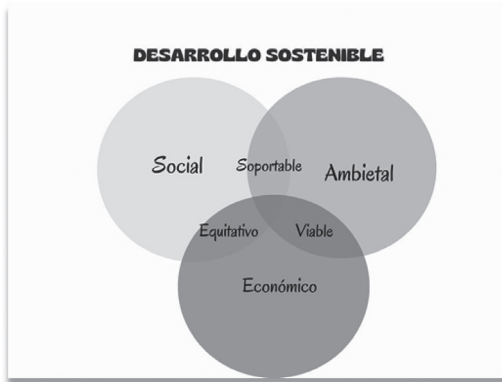 DESARROLLO SOSTENIBLE
Social
Soportable
Ambietal
Equitativo
Viable
Económico